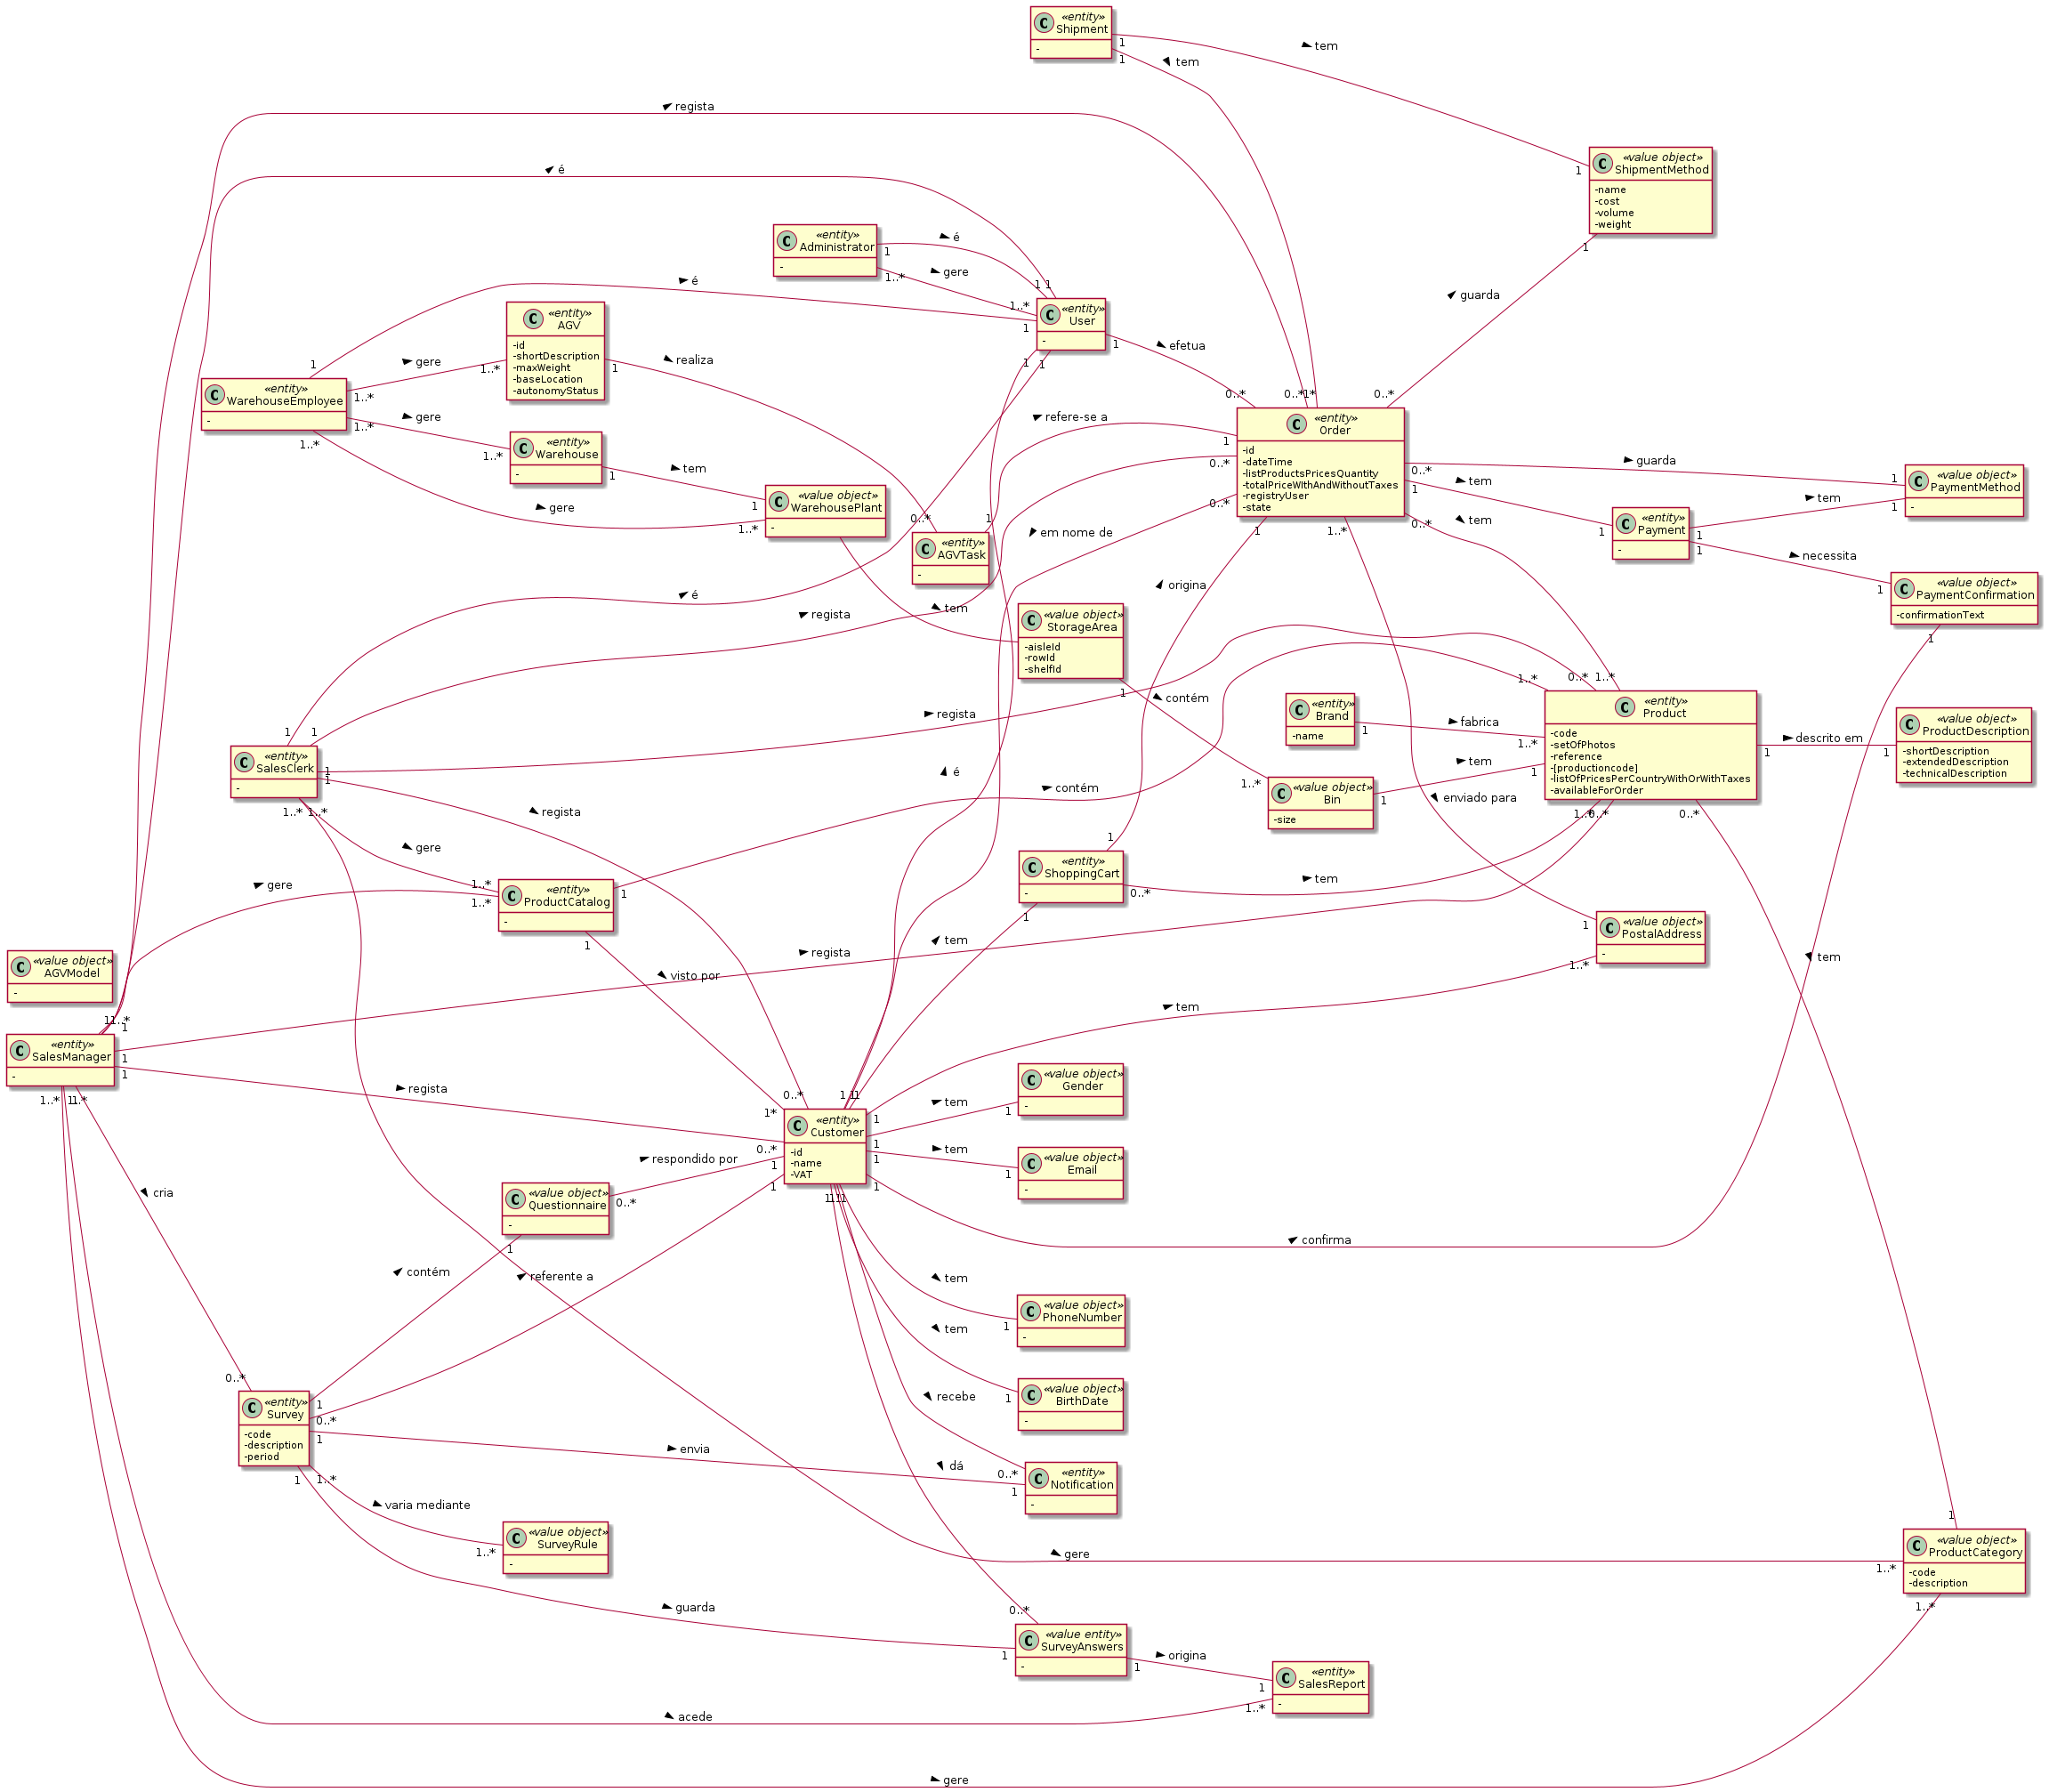 C «entity»
Shipment
-
1
1
tem
tem
regista
é
C «value object»
ShipmentMethod
-name
-cost
-volume
-weight
1
1
C «entity»
Administrator
-
1
1..*
é
gere
1 1
1..*
1
C «entity»
User
-
1
1
1
efetua
guarda
é
C «entity»
AGV
-id
-shortDescription
-maxWeight
-baseLocation
-autonomyStatus
1
realiza
1
gere
1..*
C «entity»
WarehouseEmployee
-
1..*
1..*
1..*
gere
1..*
C «entity»
Warehouse
-
1
tem
gere
1
1..*
C «value object»
WarehousePlant
-
0..*
1
C «entity»
AGVTask
-
refere-se a
0..*
0..*
1*
0..*
1
0..*
0..*
C «entity»
Order
-id
-dateTime
-listProductsPricesQuantity
-totalPriceWIthAndWithoutTaxes
-registryUser
-state
0..*
1
0..*
1
1..*
guarda
tem
tem
1
C «entity»
PaymentMethod
-
1
tem
1
C «entity»
Payment
-
1
1
necessita
1
C «value object»
PaymentConfirmation
-confirmationText
1
em nome de
origina
é
regista
tem
C «value object»
StorageArea
-aisleId
-rowId
-shelfId
1
contém
C «entity»
Brand
-name
1
fabrica
1..*
1..*
0..*
1..*
C «entity»
Product
-code
-setOfPhotos
-reference
-[productioncode]
-listOfPricesPerCountryWithOrWithTaxes
-availableForOrder
1
1
descrito em
1
C «value object»
ProductDescription
-shortDescription
-extendedDescription
-technicalDescription
1..*
0..*
0..*
1..*
C «value object»
Bin
-size
1
tem
enviado para
regista
1
1
C «entity»
SalesClerk
-
1
1
1..*
1..*
regista
contém
é
gere
gere
1..*
1..*
C «entity»
ProductCatalog
-
1
1
1
C «entity»
ShoppingCart
-
0..*
1
tem
tem
regista
visto por
1
C «value object»
PostalAddress
-
1..*
tem
C «value object»
AGVModel
-
1
1..*
1
C «entity»
SalesManager
-
1
1
1..*
1
1..*
regista
tem
C «value object»
Gender
-
1
tem
C «value object»
Email
-
1
tem
0..*
1*
0..*
1
1
1 1
1
C «entity»
Customer
-id
-name
-VAT
1
1
1
1
1
1
1
1
cria
respondido por
C «value object»
Questionnaire
-
0..*
1
confirma
contém
referente a
tem
C «value object»
PhoneNumber
-
1
tem
C «value object»
BirthDate
-
1
recebe
0..*
C «entity»
Survey
-code
-description
-period
1
0..*
1
1..*
1
envia
dá
0..*
1
C «entity»
Notification
-
varia mediante
1..*
C «value object»
SurveyRule
-
gere
1
1..*
C «value object»
ProductCategory
-code
-description
1..*
guarda
0..*
1
C «value entity»
SurveyAnswers
-
1
origina
1
1..*
C «entity»
SalesReport
-
acede
gere